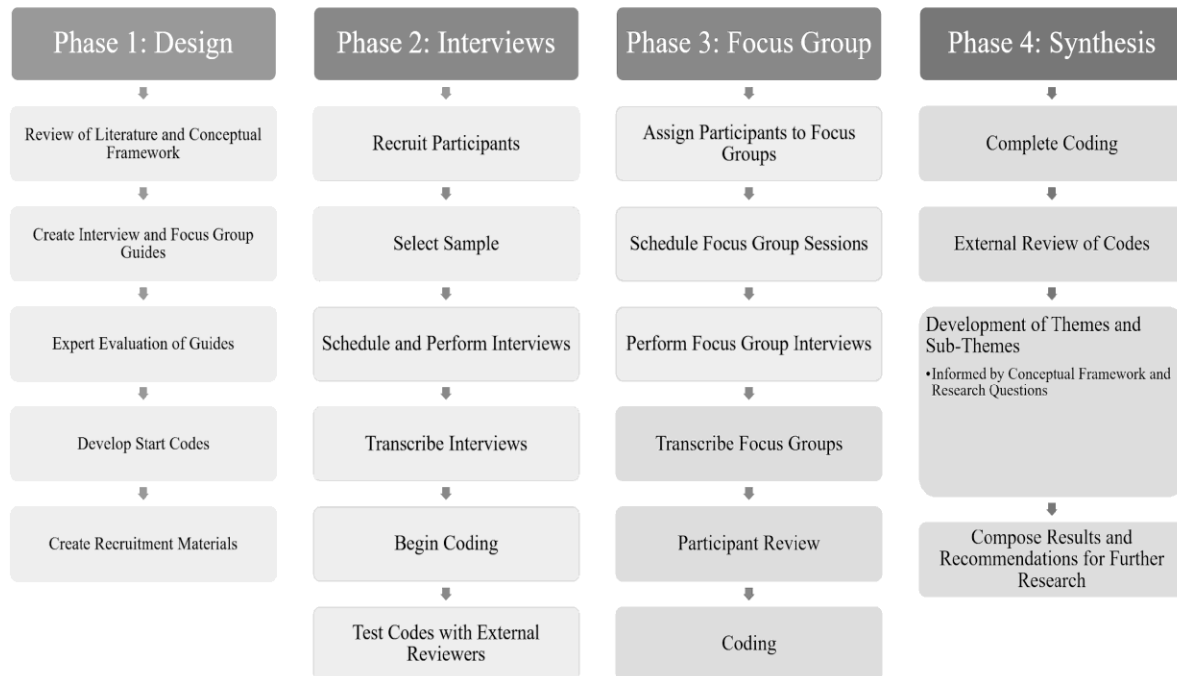 Phase 1: Design
Review of Literature and Conceptual
Framework
Create Interview and Focus Group
Guides
Expert Evaluation of Guides
Develop Start Codes
Create Recruitment Materials
Phase 2: Interviews
Recruit Participants
Select Sample
Schedule and Perform Interviews
Transcribe Interviews
Begin Coding
Test Codes with External
Reviewers
Phase 3: Focus Group
Assign Participants to Focus
Groups
Schedule Focus Group Sessions
Perform Focus Group Interviews
Transcribe Focus Groups
Participant Review
Coding
Phase 4: Synthesis
Complete Coding
External Review of Codes
Development of Themes and
Sub-Themes
•Informed by Conceptual Framework and
Research Questions
Compose Results and
Recommendations for Further
Research